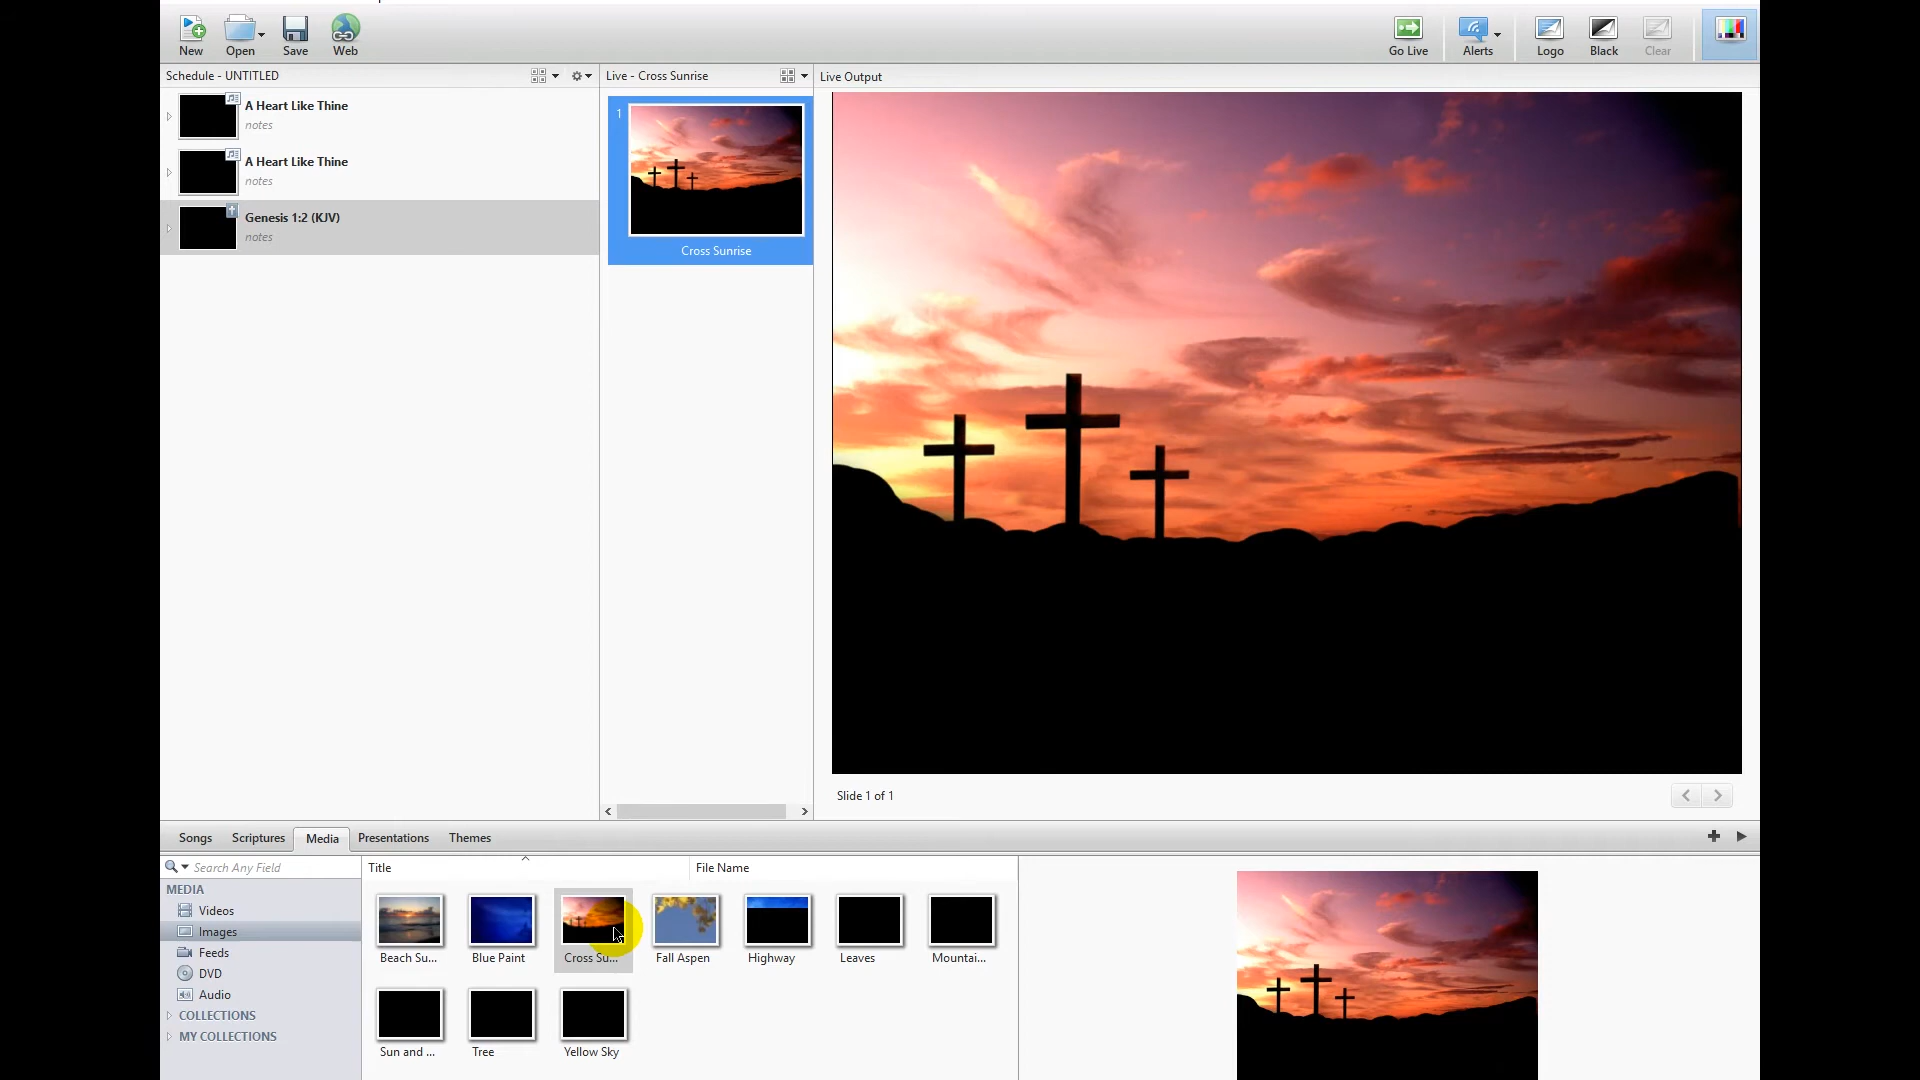 New
Open
Save
Web
Go Live
Alerts
Logo
Black
Clear
Schedule - UNTITLED
Live - Cross Sunrise
Live Output
A Heart Like Thine
notes
A Heart Like Thine
notes
Genesis 1:2 (KJV)
notes
1
Cross Sunrise
Slide 1 of 1
Songs
Scriptures
Media
Presentations
Themes
Search Any Field
Title
File Name
MEDIA
Videos
Images
Feeds
DVD
Audio
COLLECTIONS
MY COLLECTIONS
Beach Su...
Blue Paint
Cross Su...
Fall Aspen
Highway
Leaves
Mountai...
Sun and ...
Tree
Yellow Sky